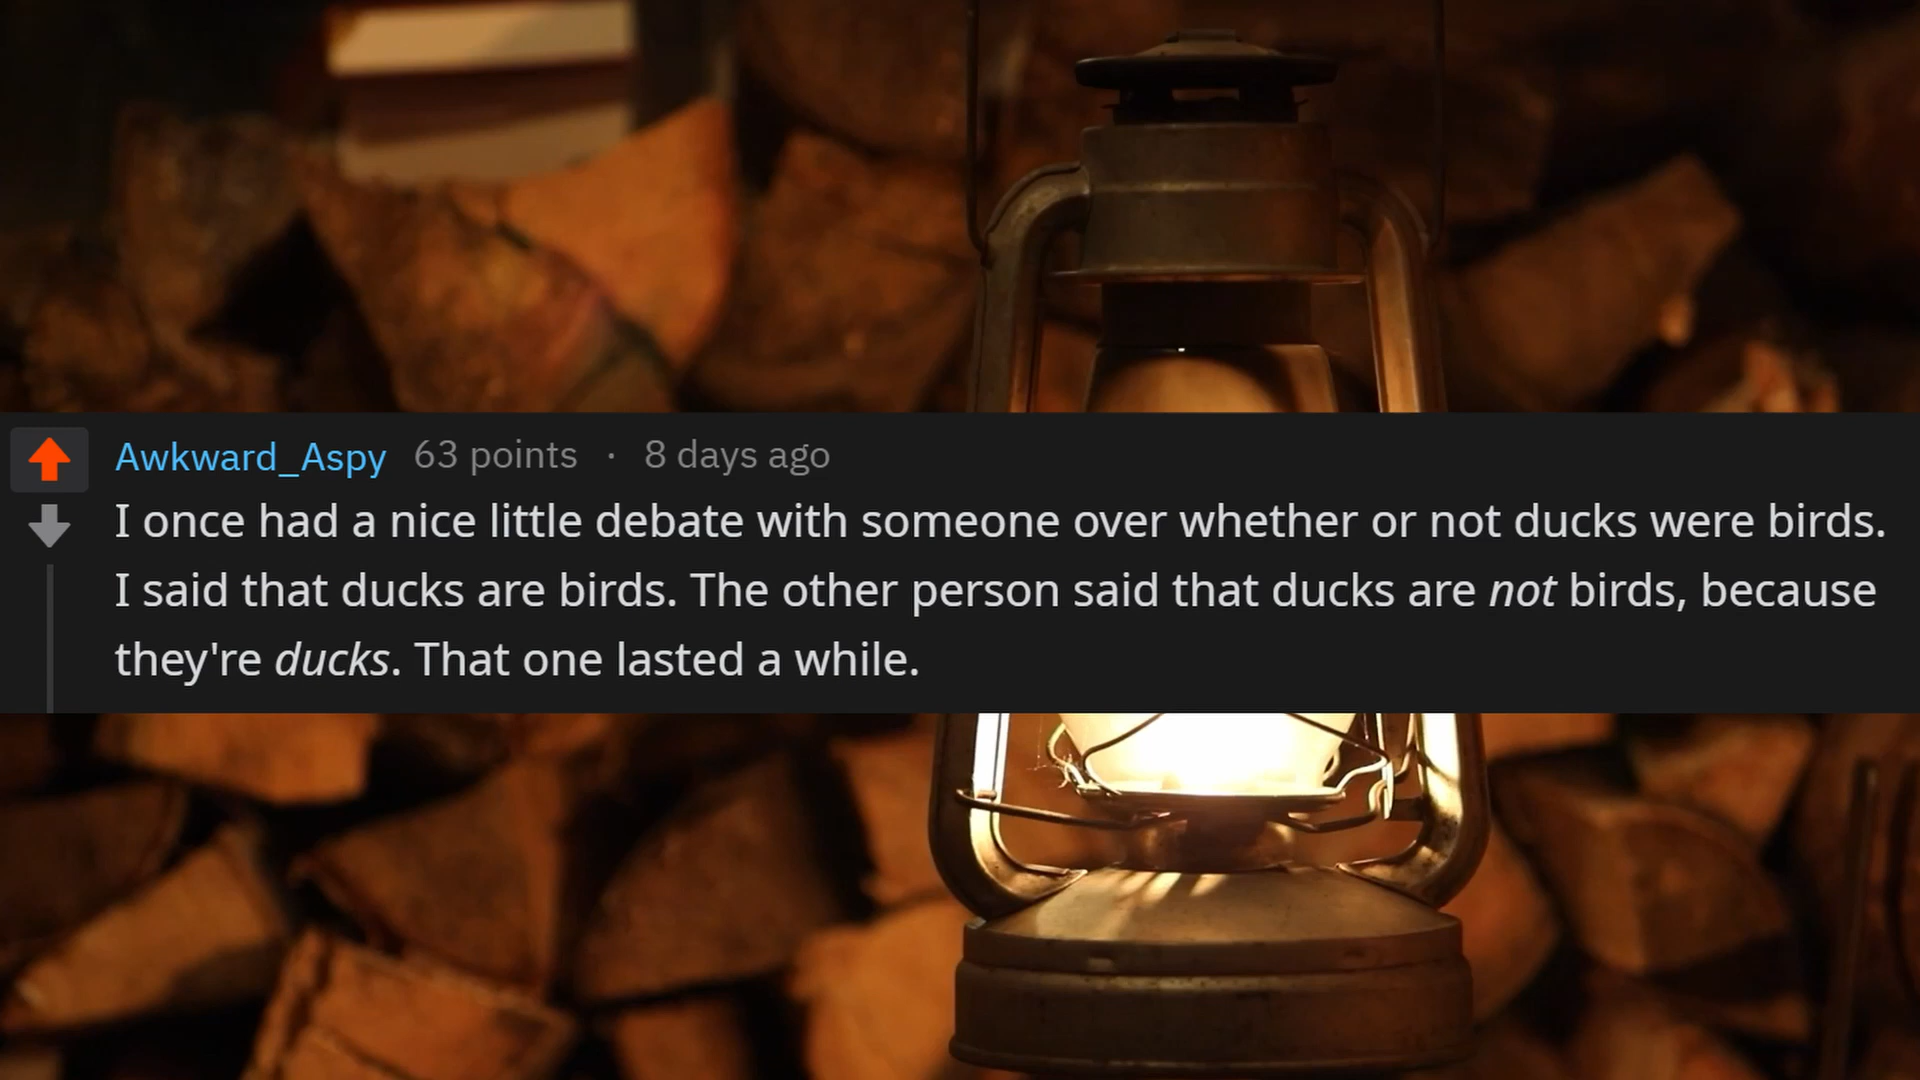 Awkward_Aspy 63 points · 8 days ago
I once had a nice little debate with someone over whether or not ducks were birds.
I said that ducks are birds. The other person said that ducks are not birds, because
they're ducks. That one lasted a while.